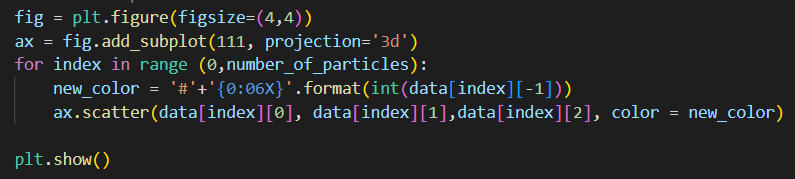 fig = plt.figure(figsize=(4,4))
ax = fig.add_subplot(111, projection='3d')
for index in range (0,number_of_particles):
    new_color = '#'+'{0:06X}'.format(int(data[index][-1]))
    ax.scatter(data[index][0], data[index][1],data[index][2], color = new_color)
plt.show()